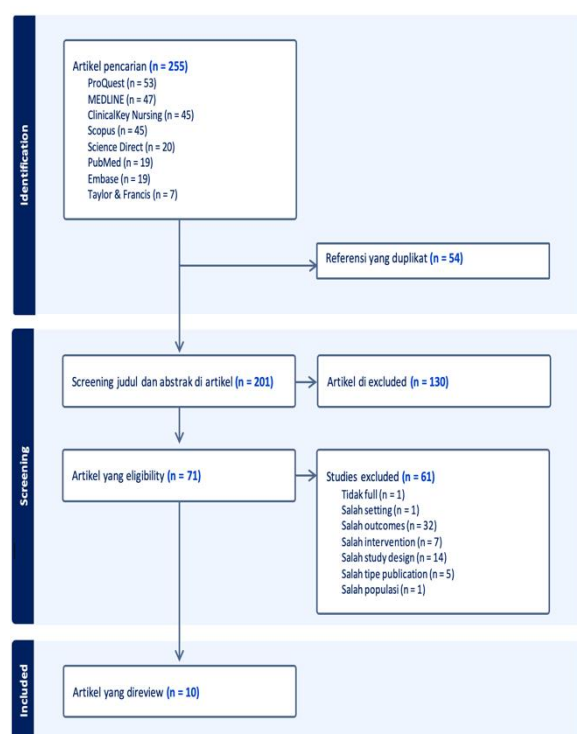 Identification
Artikel pencarian (n = 255)
ProQuest (n = 53)
MEDLINE (n = 47)
ClinicalKey Nursing (n = 45)
Scopus (n = 45)
Science Direct (n = 20)
PubMed (n = 19)
Embase (n = 19)
Taylor & Francis (n = 7)
Referensi yang duplikat (n = 54)
Screening
Screening judul dan abstrak di artikel (n = 201)
Artikel di excluded (n = 130)
Artikel yang eligibility (n = 71)
Studies excluded (n = 61)
Tidak full (n = 1)
Salah setting (n = 1)
Salah outcomes (n = 32)
Salah intervention (n = 7)
Salah study design (n = 14)
Salah tipe publication (n = 5)
Salah populasi (n = 1)
Included
Artikel yang direview (n = 10)